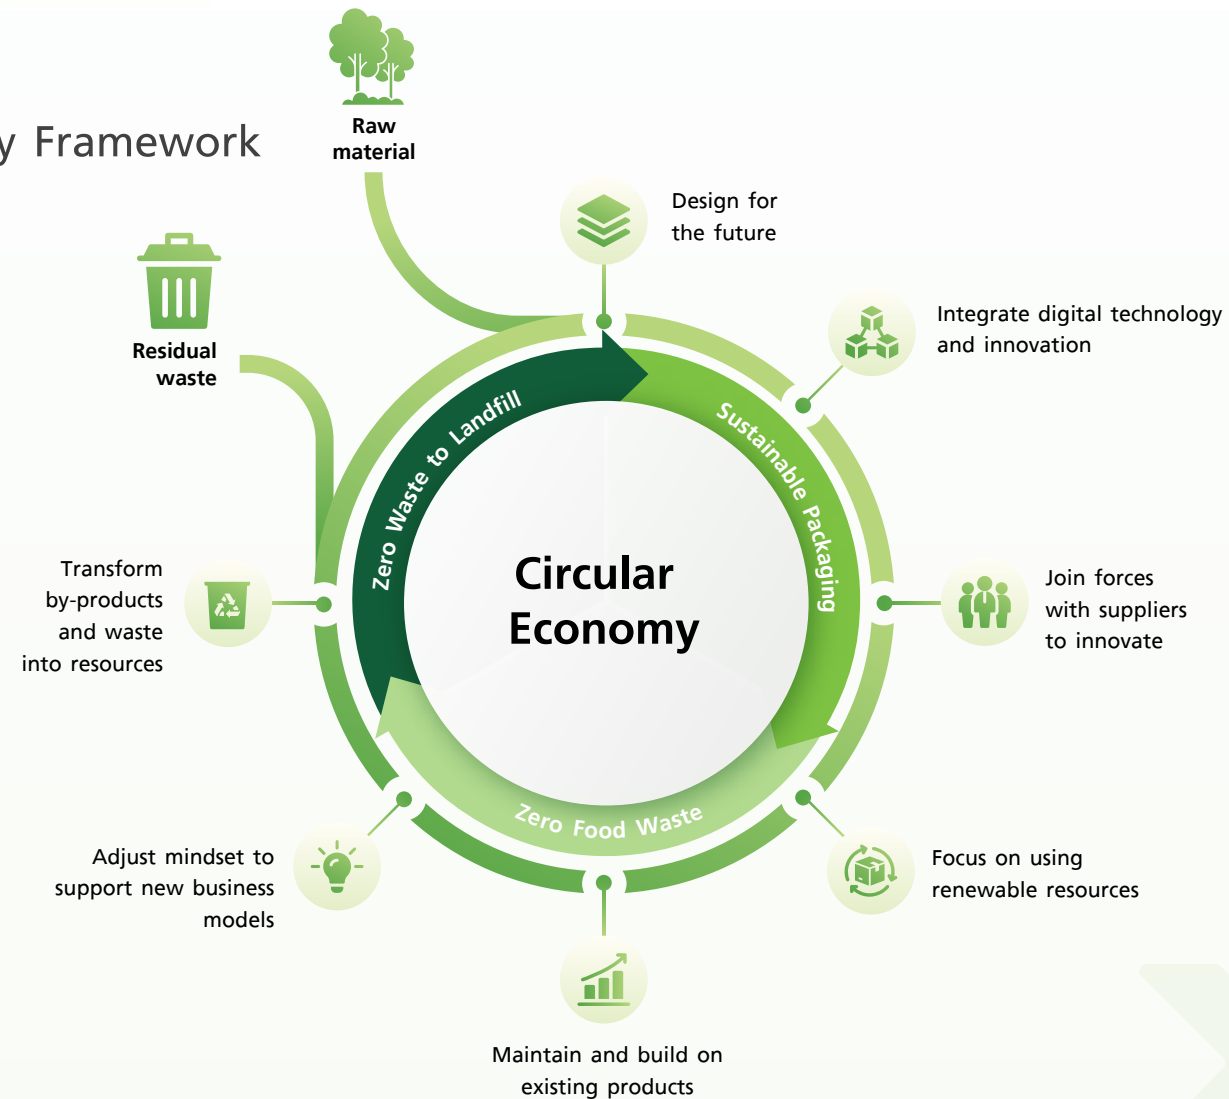 y Framework
Raw
material
Residual
waste
Design for
the future
Integrate digital technology
and innovation
Join forces
with suppliers
to innovate
Focus on using
renewable resources
Maintain and build on
existing products
Adjust mindset to
support new business
models
Transform
by-products
and waste
into resources
Zero Waste to Landfill
Sustainable Packaging
Zero Food Waste
Circular
Economy